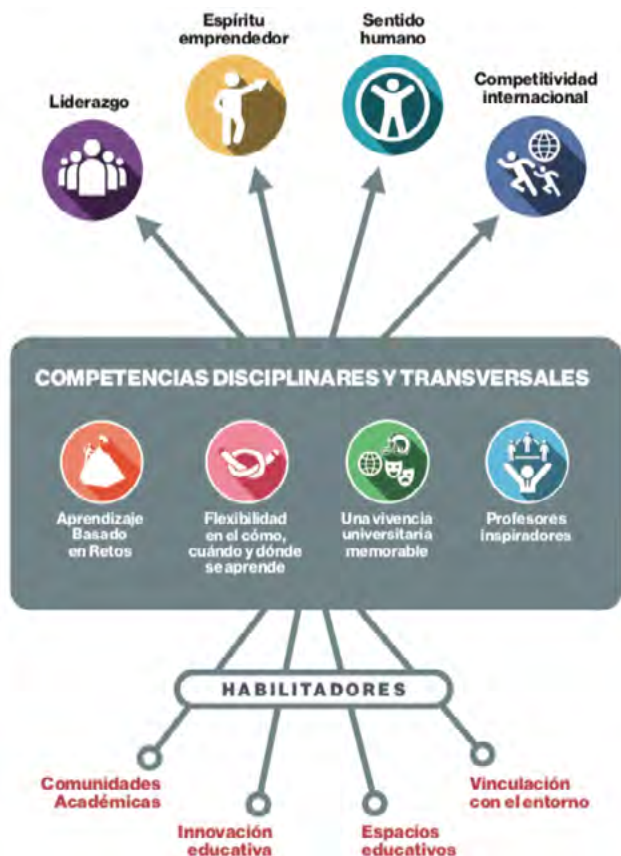 Espíritu
emprendedor
Sentido
humano
Liderazgo
Competitividad
internacional
COMPETENCIAS DISCIPLINARES Y TRANSVERSALES
Aprendizaje
Basado
en Retos
Flexibilidad
en el cómo,
cuándo y dónde
se aprende
Una vivencia
universitaria
memorable
Profesores
inspiradores
HABILITADORES
Comunidades
Académicas
Innovación
educativa
Espacios
educativos
Vinculación
con el entorno